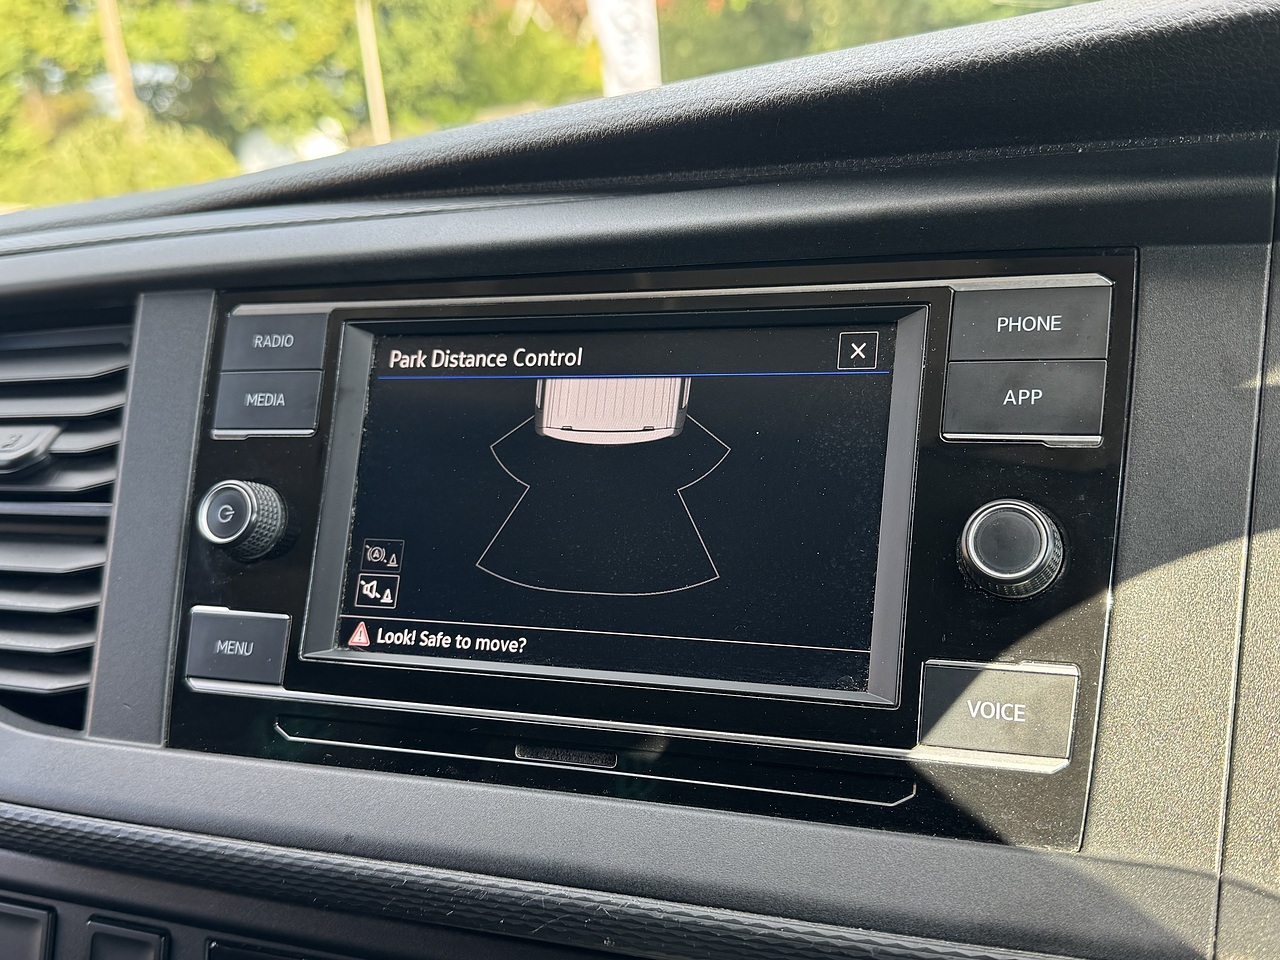 RADIO
MEDIA
MENU
Park Distance Control
Look! Safe to move?
PHONE
APP
VOICE